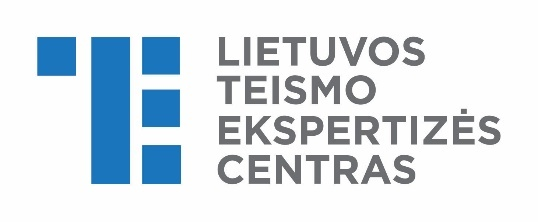 LIETUVOS
TEISMO
EKSPERTIZĖS
CENTRAS